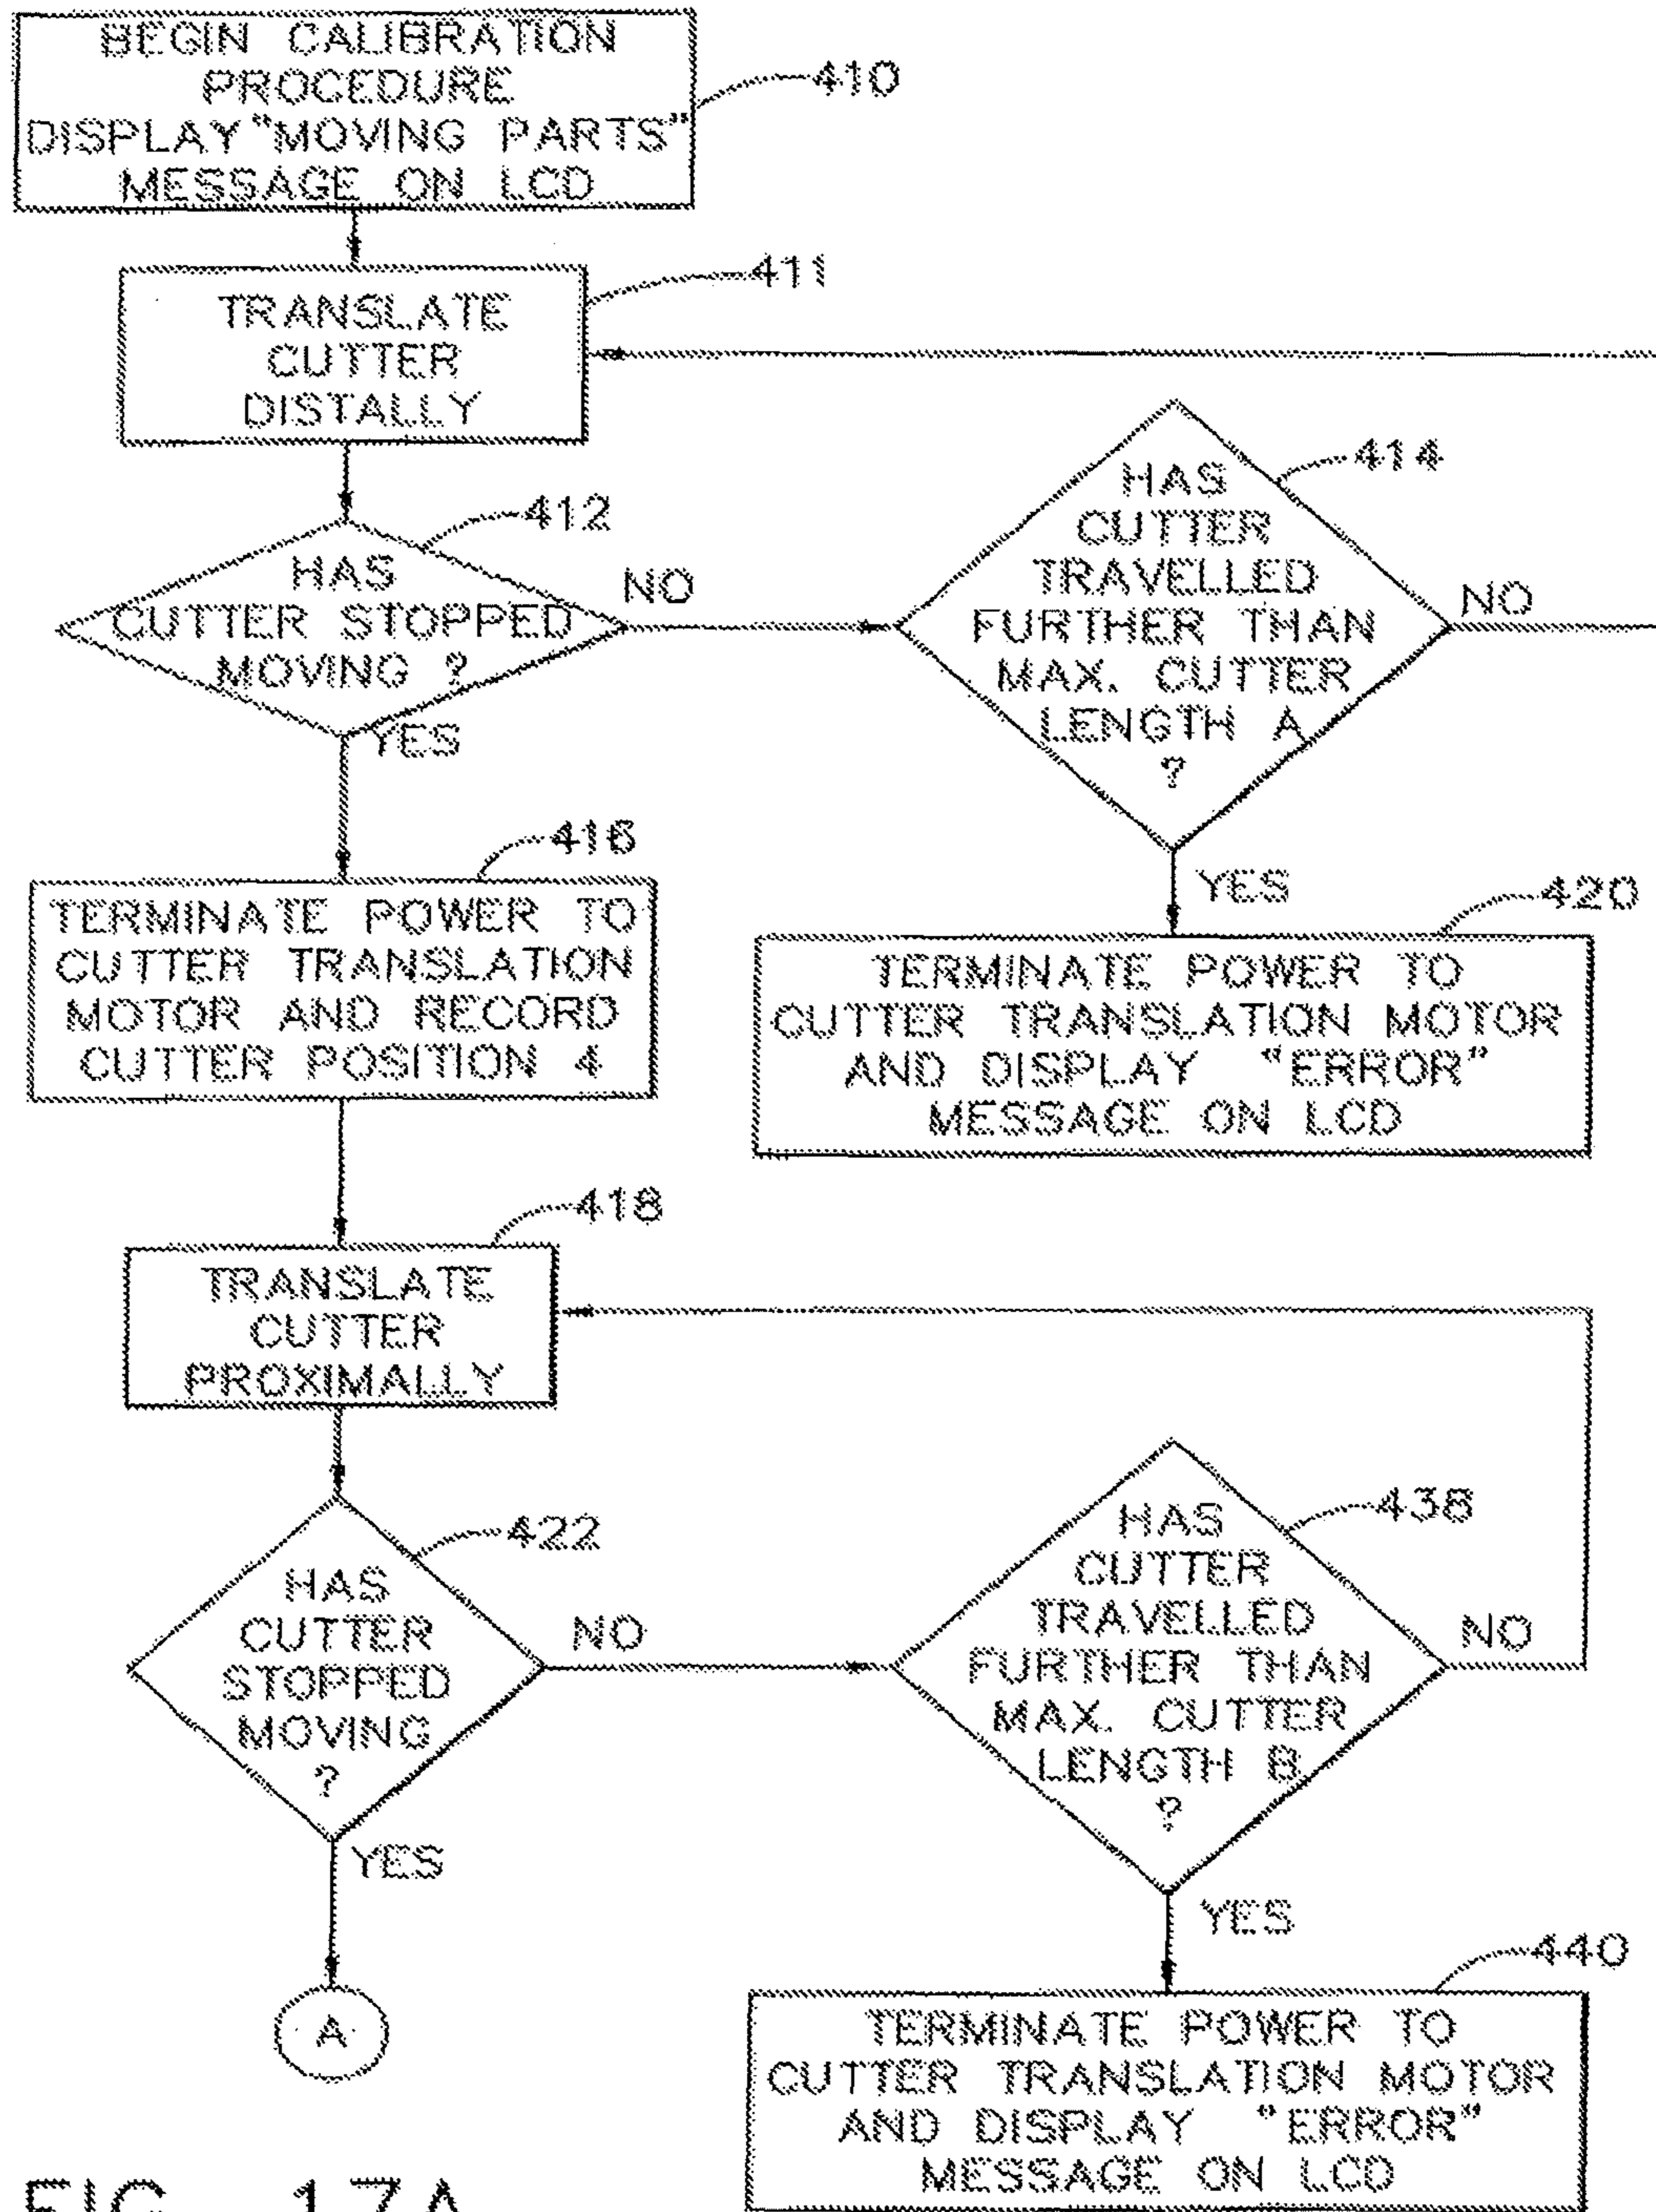 BEGIN CALIBRATION
PROCEDURE
DISPLAY "MOVING PARTS"
MESSAGE ON LCD
410
TRANSLATE
CUTTER
DISTALLY
411
HAS
CUTTER STOPPED
MOVING ?
412
NO
YES
HAS
CUTTER
TRAVELLED
FURTHER THAN
MAX. CUTTER
LENGTH A
?
414
NO
YES
TERMINATE POWER TO
CUTTER TRANSLATION
MOTOR AND RECORD
CUTTER POSITION 4
416
TERMINATE POWER TO
CUTTER TRANSLATION MOTOR
AND DISPLAY "ERROR"
MESSAGE ON LCD
420
TRANSLATE
CUTTER
PROXIMALLY
418
HAS
CUTTER
STOPPED
MOVING
?
422
NO
YES
HAS
CUTTER
TRAVELLED
FURTHER THAN
MAX. CUTTER
LENGTH B
?
438
NO
YES
A
TERMINATE POWER TO
CUTTER TRANSLATION MOTOR
AND DISPLAY "ERROR"
MESSAGE ON LCD
440
FIG. 17A